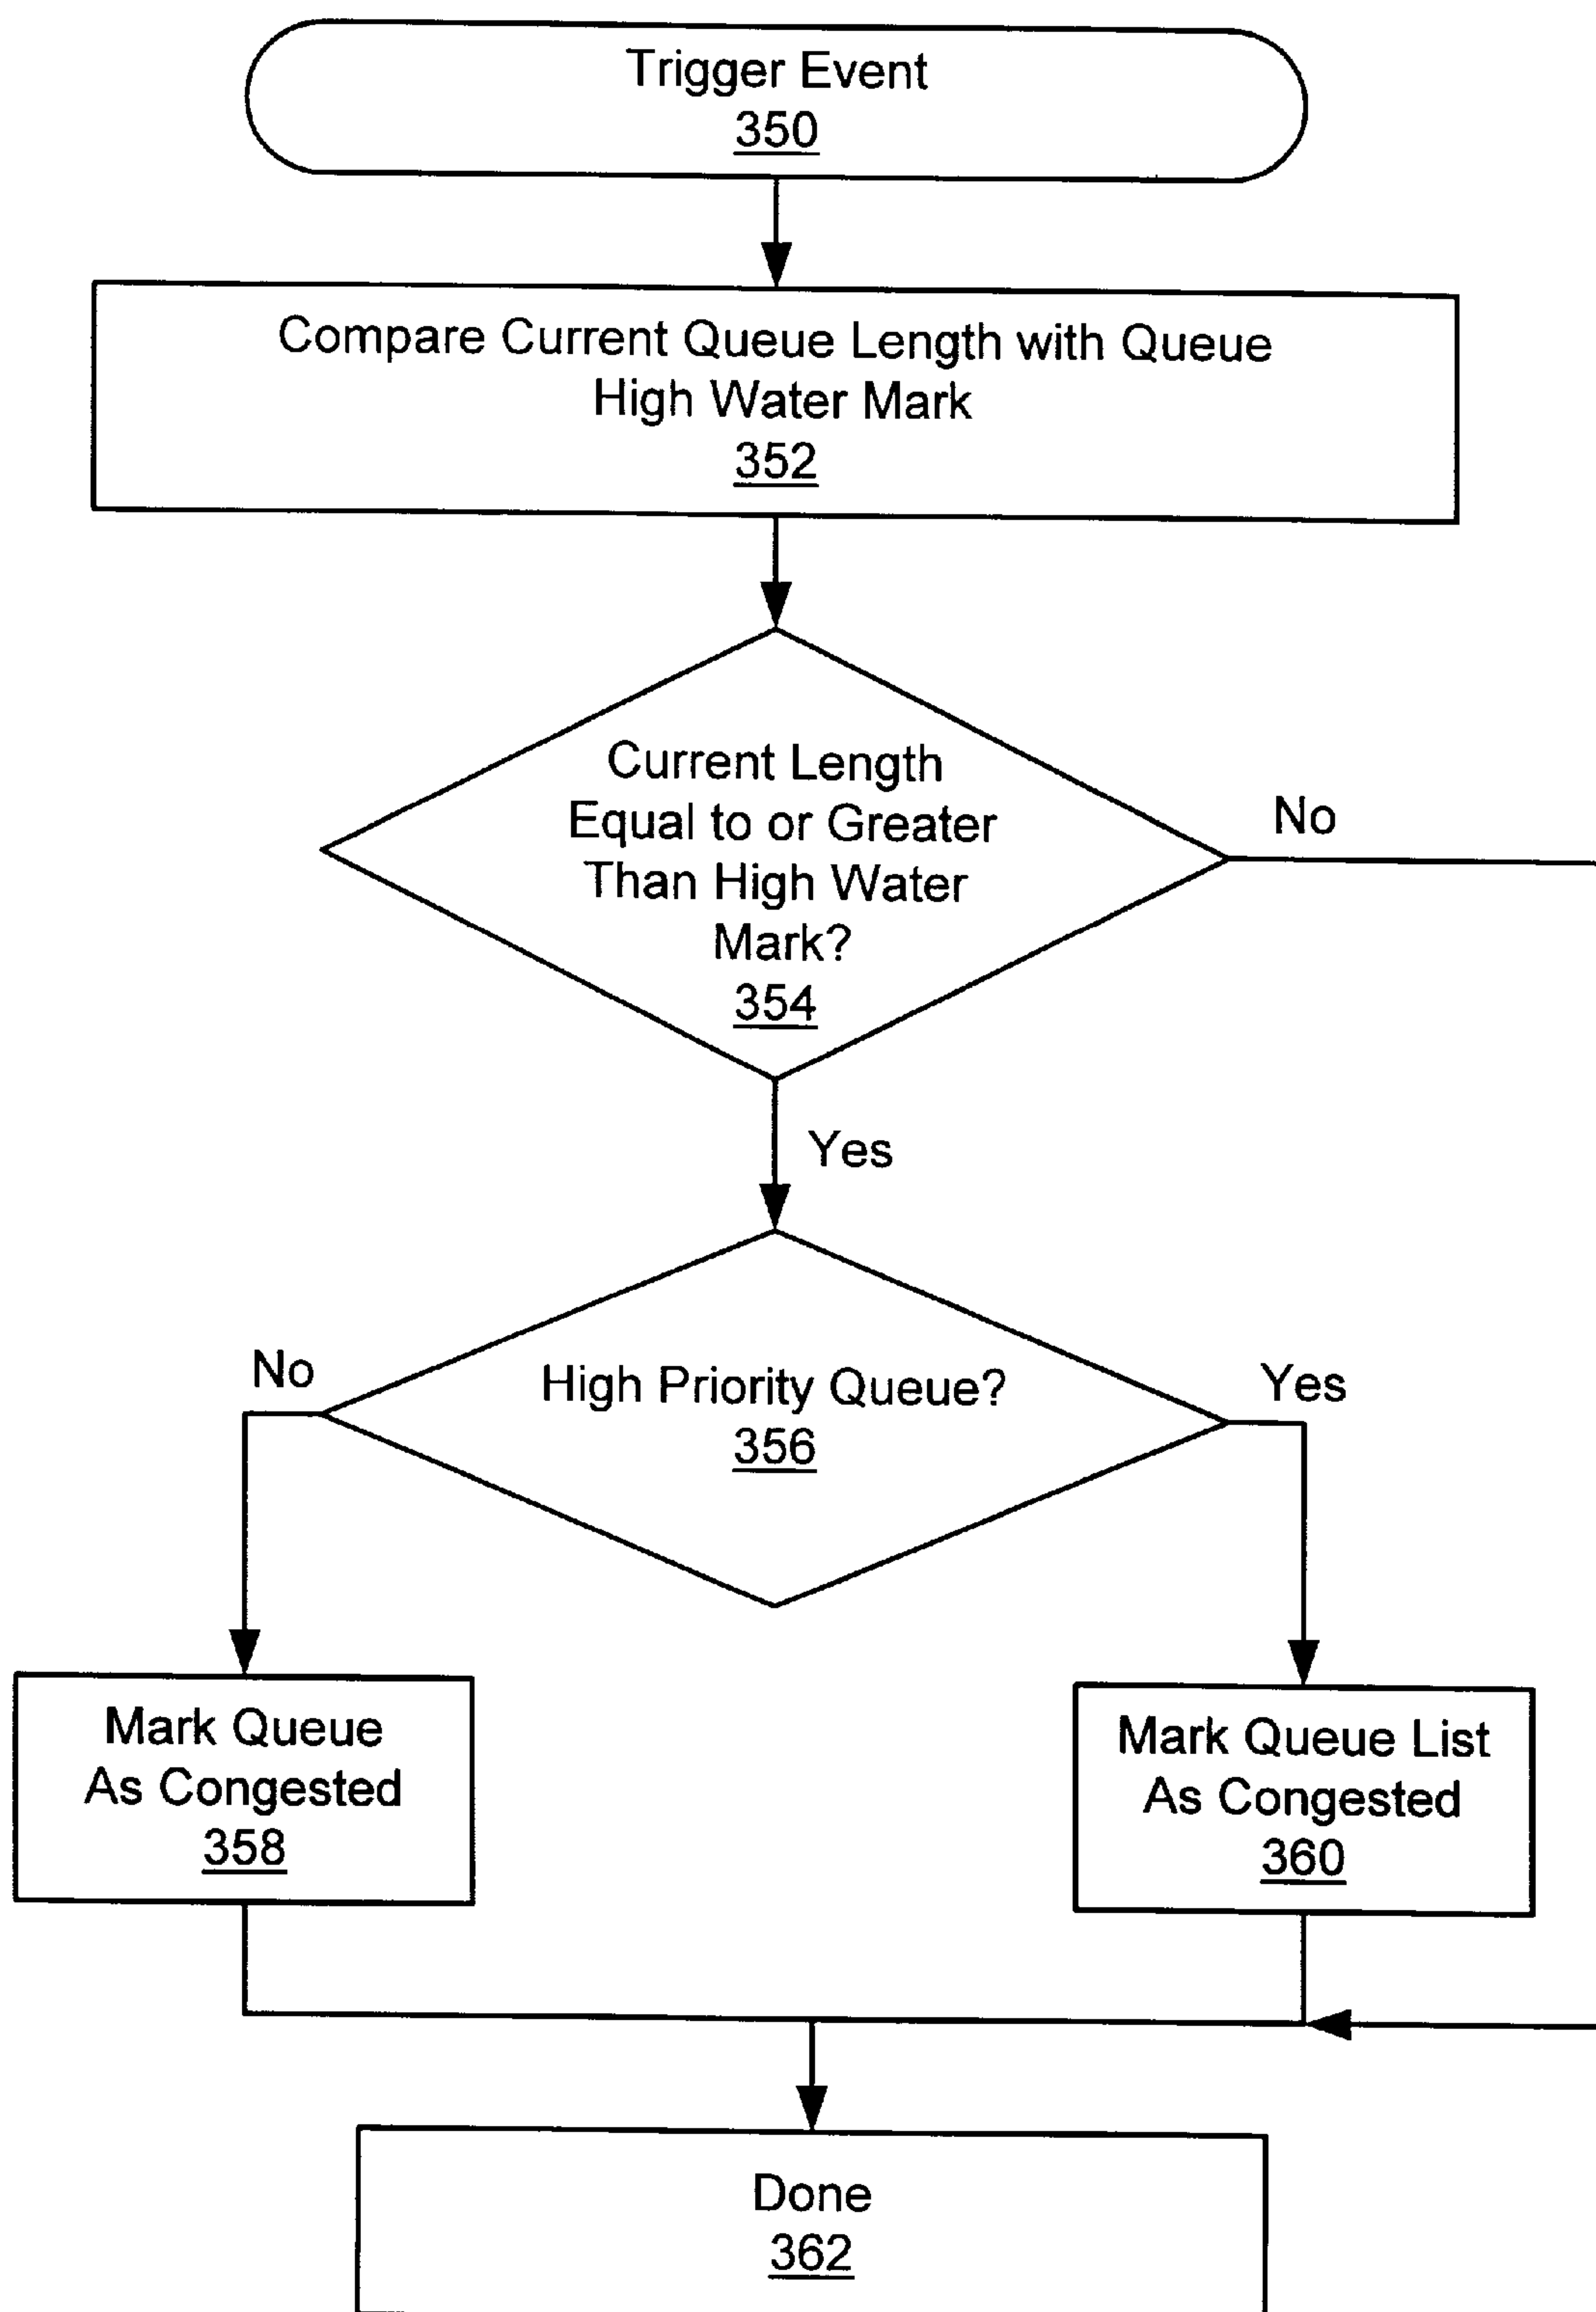 Trigger Event
350
Compare Current Queue Length with Queue
High Water Mark
352
Current Length
Equal to or Greater
Than High Water
Mark?
354
No
Yes
No
High Priority Queue?
356
Yes
Mark Queue
As Congested
358
Mark Queue List
As Congested
360
Done
362